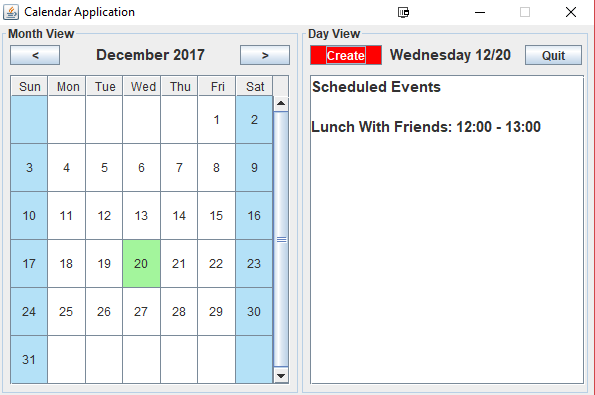 Calendar Application
Month View
< December 2017 >
Sun Mon Tue Wed Thu Fri Sat
1 2
3 4 5 6 7 8 9
10 11 12 13 14 15 16
17 18 19 20 21 22 23
24 25 26 27 28 29 30
31
Day View
Create Wednesday 12/20 Quit
Scheduled Events
Lunch With Friends: 12:00 - 13:00